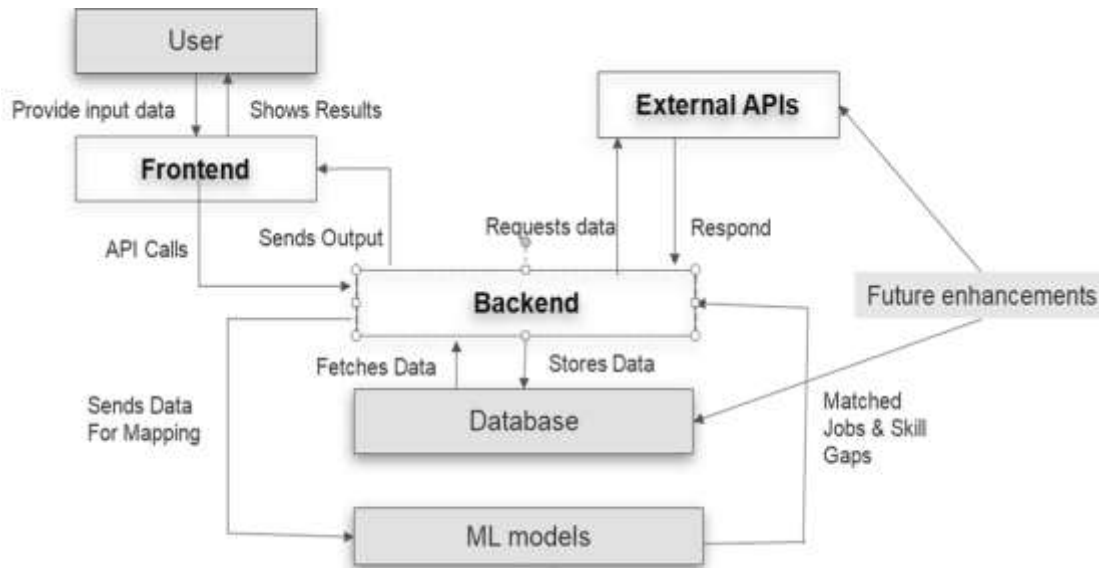 User
Provide input data
Shows Results
External APIs
Frontend
API Calls
Sends Output
Requests data
Respond
Backend
Future enhancements
Fetches Data
Stores Data
Sends Data
For Mapping
Database
Matched
Jobs & Skill
Gaps
ML models